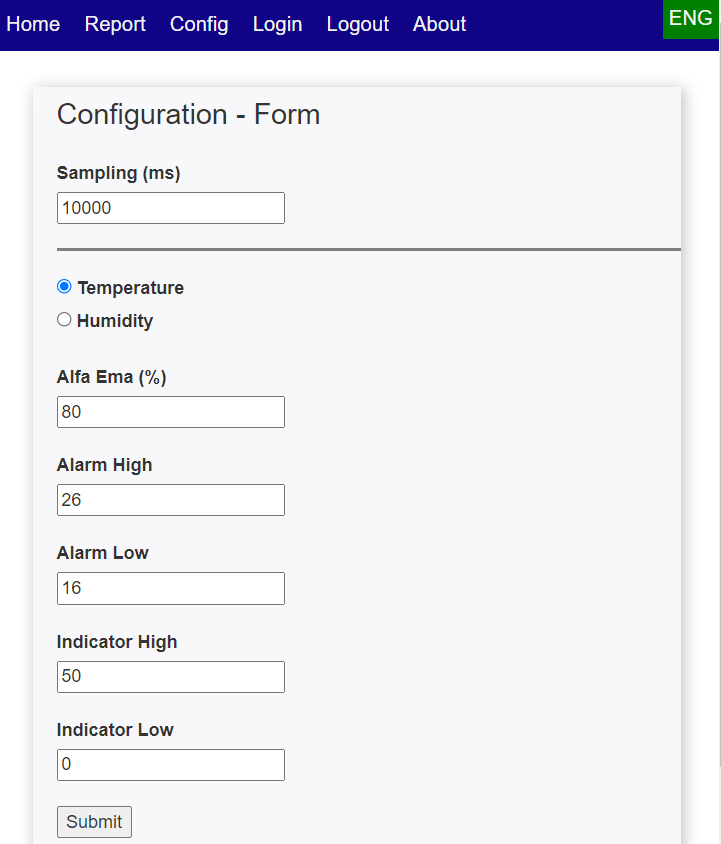 Home Report Config Login Logout About ENG
Configuration - Form
Sampling (ms)
10000
Temperature
Humidity
Alfa Ema (%)
80
Alarm High
26
Alarm Low
16
Indicator High
50
Indicator Low
0
Submit